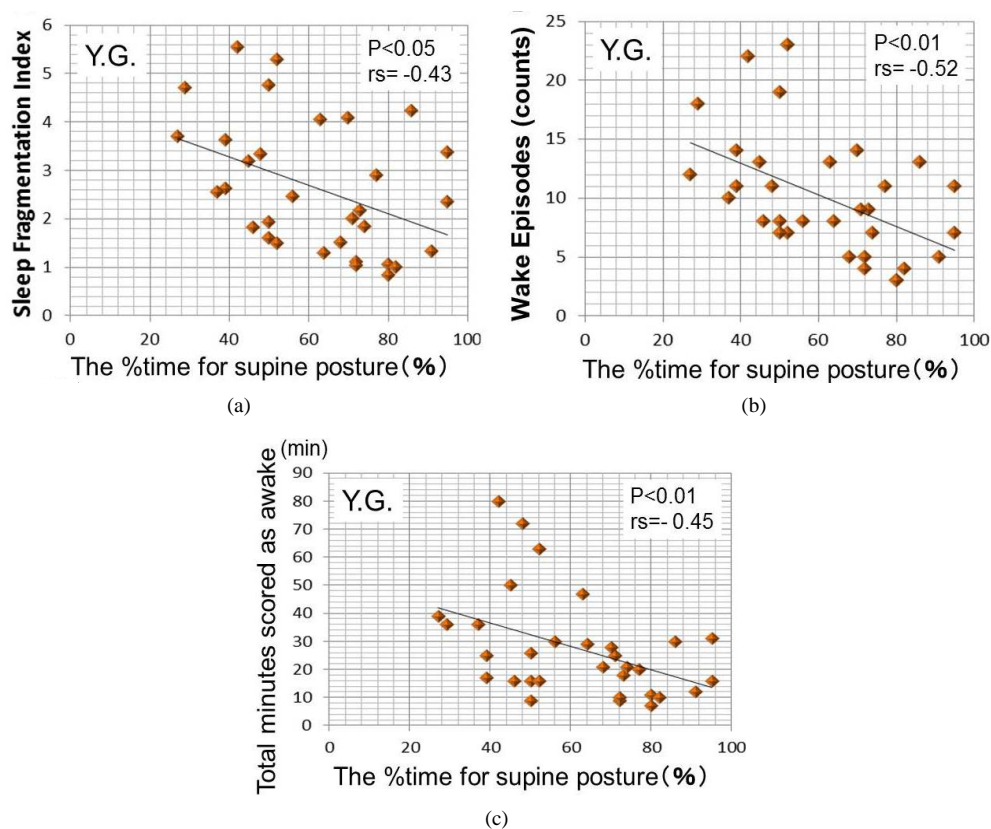 Sleep Fragmentation Index
6
5
4
3
2
1
0
Y.G.
P<0.05
rs= -0.43
0 20 40 60 80 100
The %time for supine posture(%)
(a)
Wake Episodes (counts)
25
20
15
10
5
0
Y.G.
P<0.01
rs= -0.52
0 20 40 60 80 100
The %time for supine posture(%)
(b)
Total minutes scored as awake
(min)
90
80
70
60
50
40
30
20
10
0
Y.G.
P<0.01
rs=- 0.45
0 20 40 60 80 100
The %time for supine posture(%)
(c)